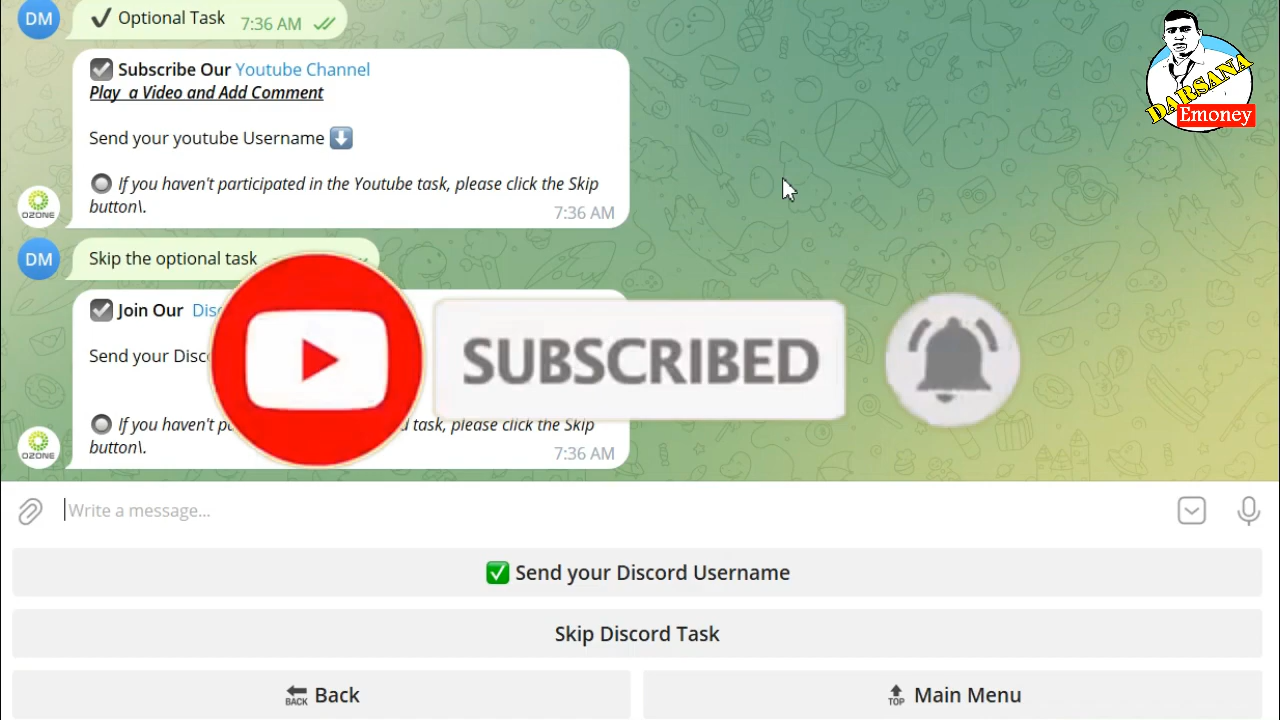 DM
✔ Optional Task 7:36 AM
DARSANA
Emoney
Subscribe Our Youtube Channel
Play a Video and Add Comment
Send your youtube Username
If you haven't participated in the Youtube task, please click the Skip
button\.
7:36 AM
OZONE
DM
Skip the optional task
Join Our
Send your
SUBSCRIBED
If you haven't task, please click the Skip
button\.
7:36 AM
OZONE
Write a message...
Send your Discord Username
Skip Discord Task
BACK Back
TOP Main Menu